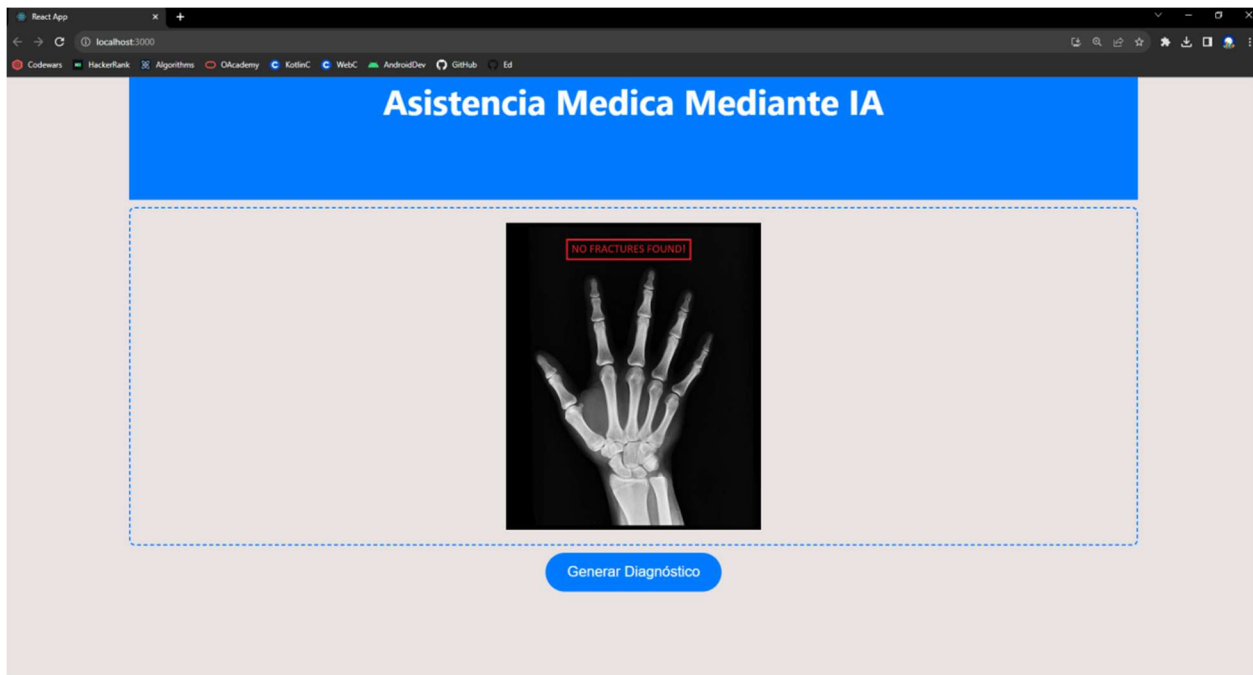 React App
localhost:3000
Codewars
HackerRank
Algorithms
OAcademy
KotlinC
WebC
AndroidDev
GitHub
Ed
Asistencia Medica Mediante IA
NO FRACTURES FOUND!
Generar Diagnóstico